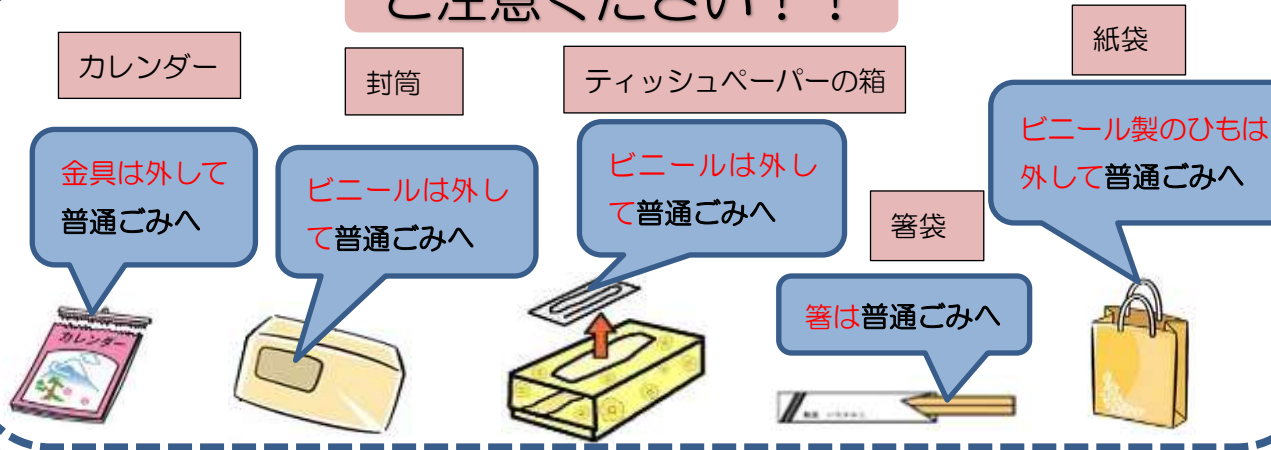 ご注意ください！！
カレンダー
封筒
ティッシュペーパーの箱
紙袋
金具は外して
普通ごみへ
ビニールは外し
て普通ごみへ
ビニールは外し
て普通ごみへ
ビニール製のひもは
外して普通ごみへ
箸袋
箸は普通ごみへ
カレンダー